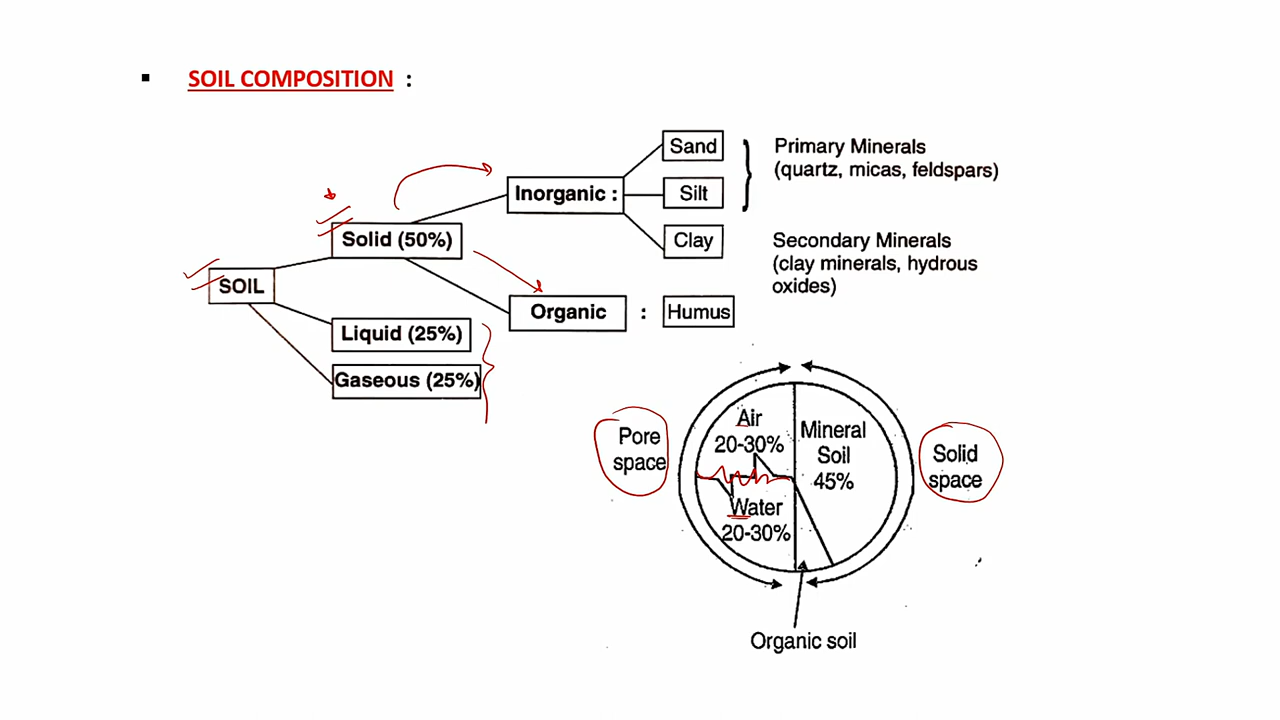 ▪ SOIL COMPOSITION :
Sand
Silt
Primary Minerals
(quartz, micas, feldspars)
Inorganic :
Clay
Secondary Minerals
(clay minerals, hydrous
oxides)
Solid (50%)
SOIL
Organic : Humus
Liquid (25%)
Gaseous (25%)
Pore
space
Air
20-30%
Water
20-30%
Mineral
Soil
45%
Solid
space
Organic soil